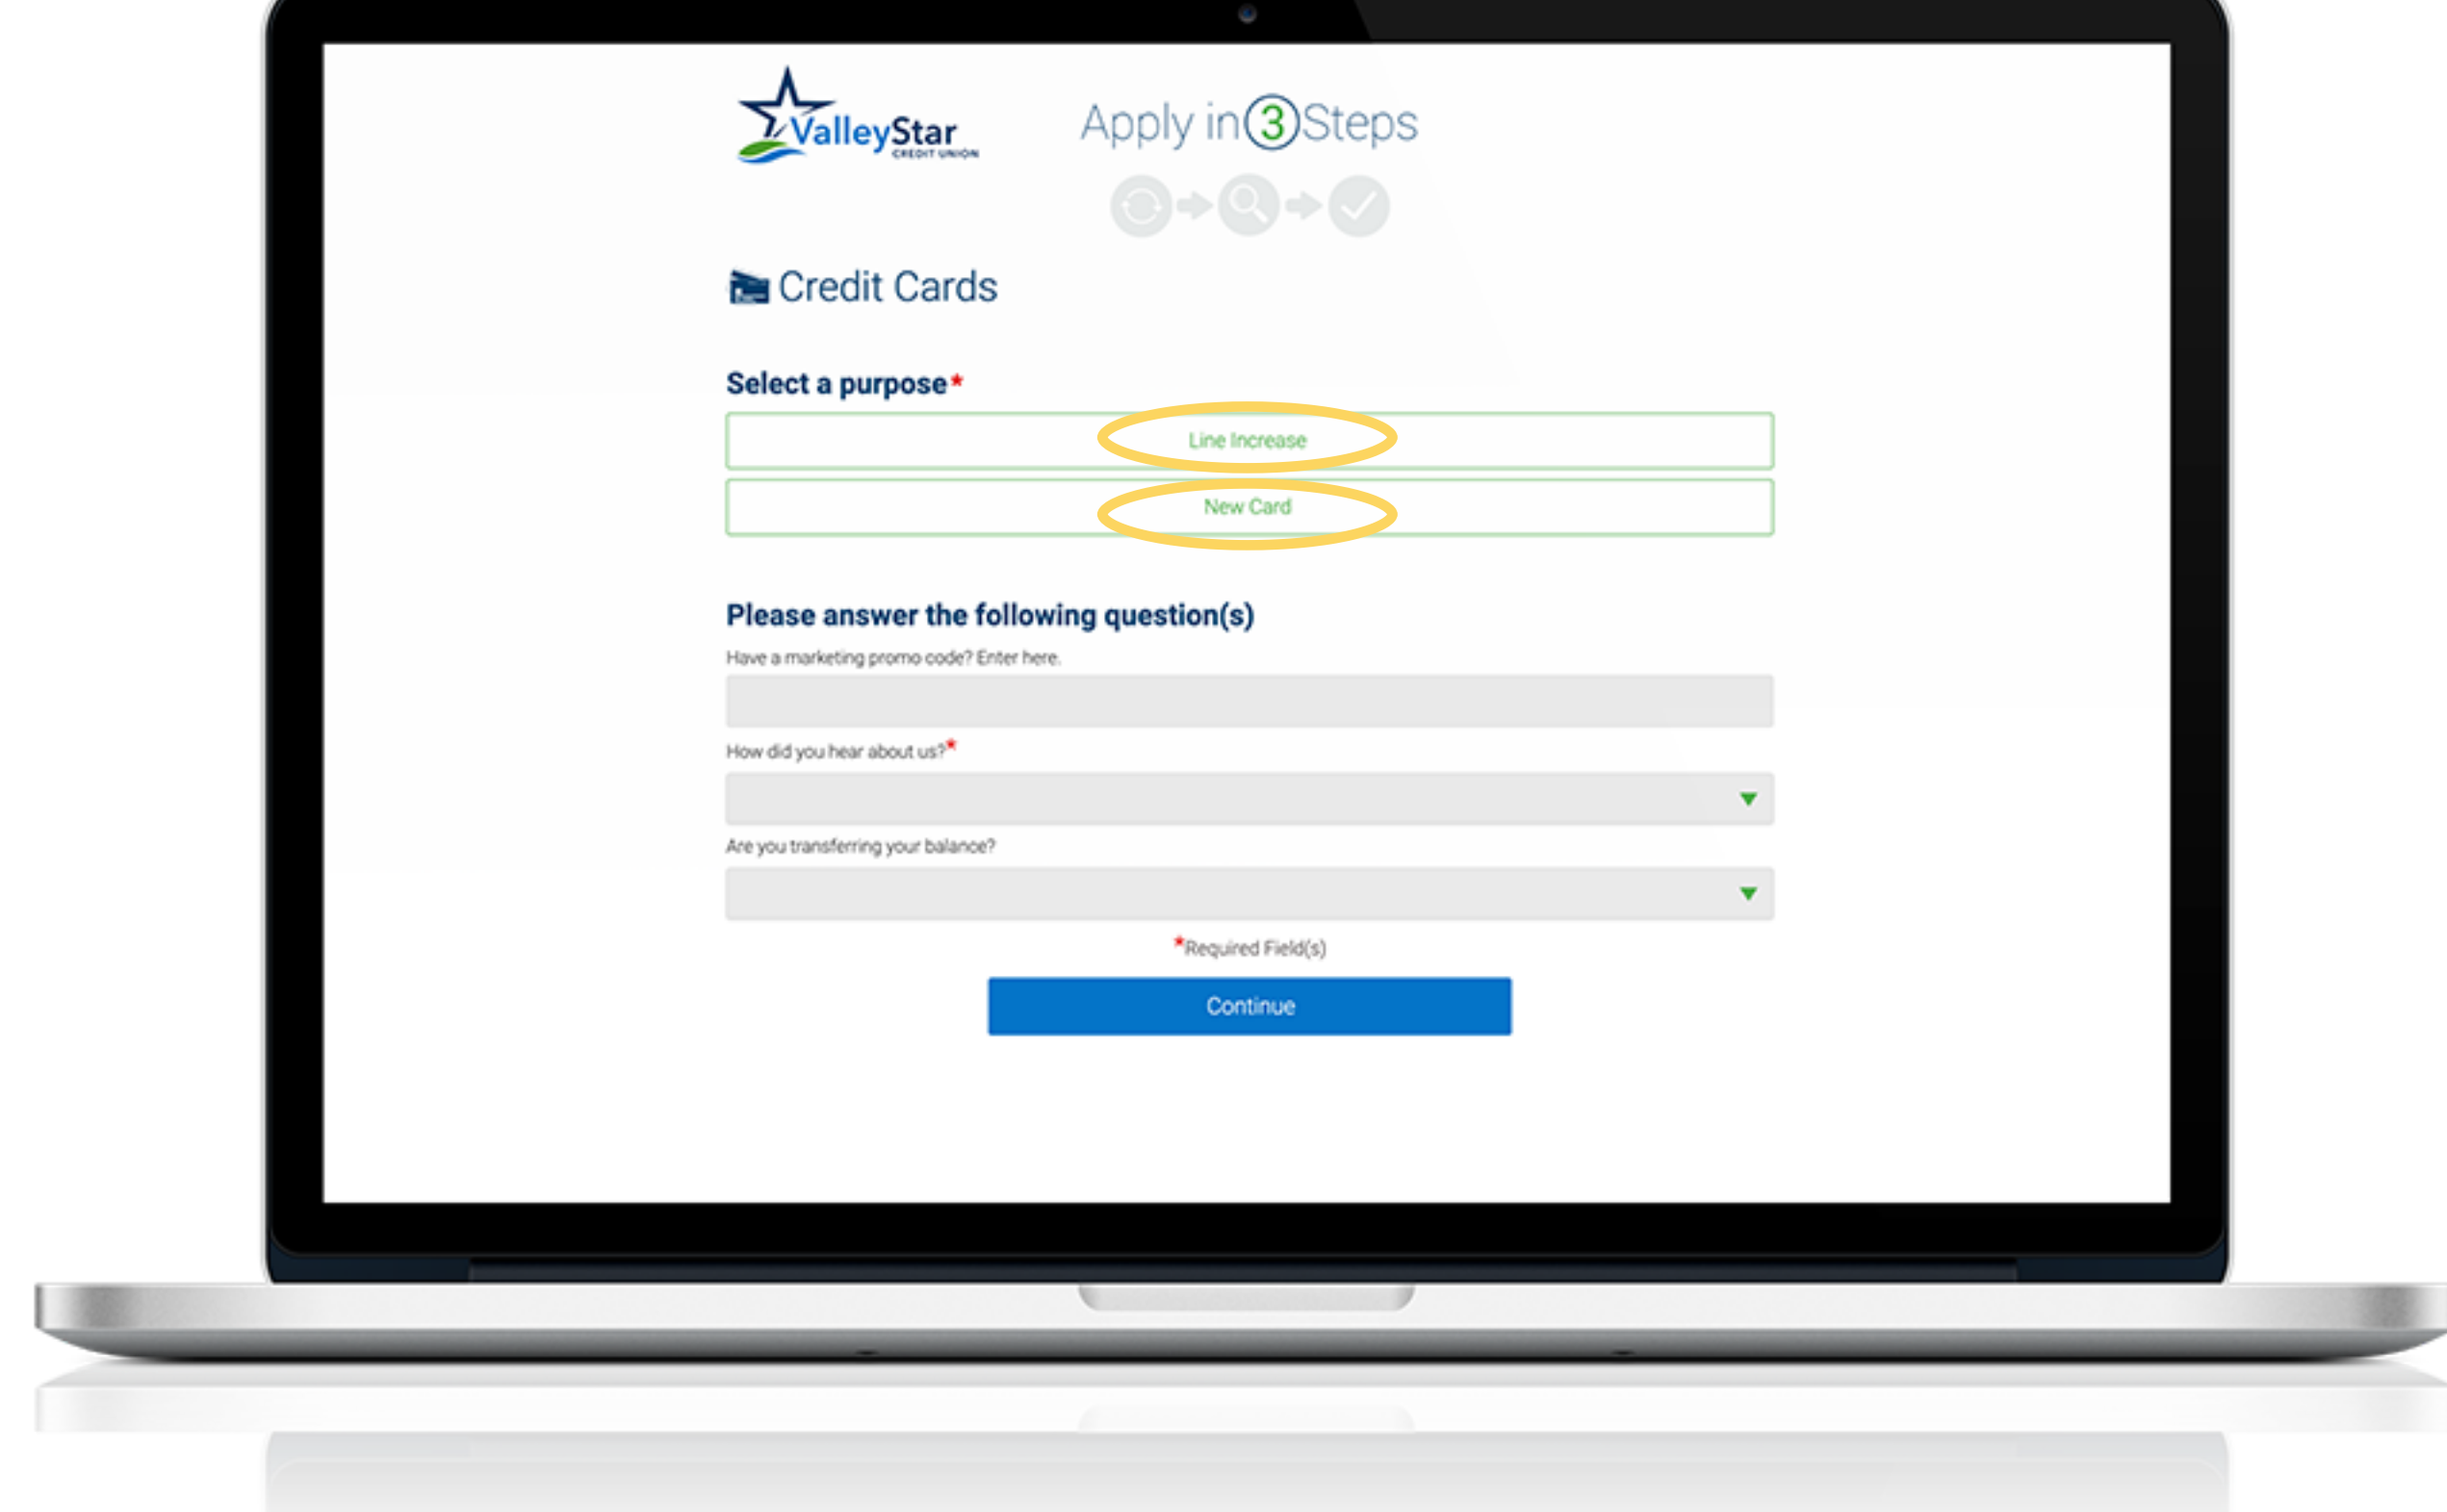 ValleyStar
CREDIT UNION
Apply in 3 Steps
Credit Cards
Select a purpose*
Line Increase
New Card
Please answer the following question(s)
Have a marketing promo code? Enter here.
How did you hear about us?*
Are you transferring your balance?
*Required Field(s)
Continue